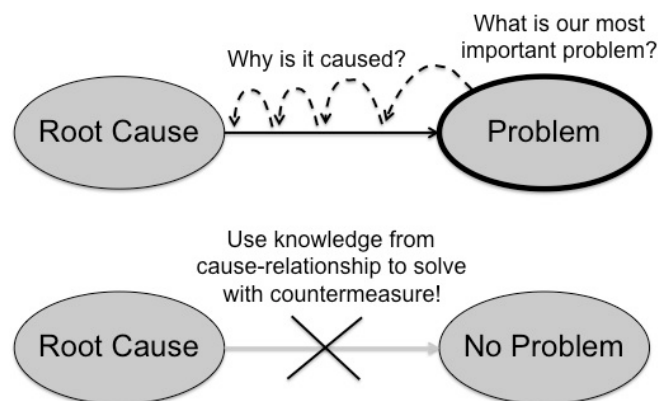 What is our most
important problem?
Why is it caused?
Root Cause
Problem
Use knowledge from
cause-relationship to solve
with countermeasure!
Root Cause
No Problem